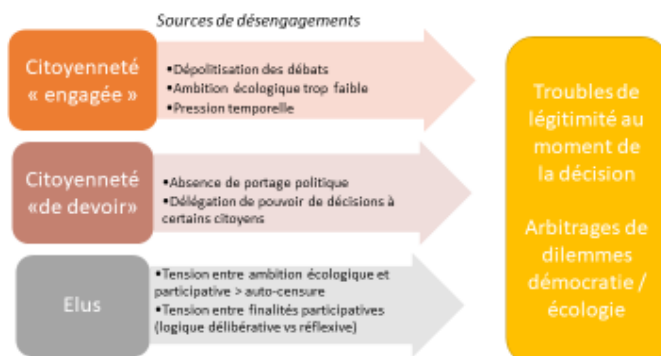 Sources de désengagements
Citoyenneté
« engagée »
•Dépolitisation des débats
•Ambition écologique trop faible
•Pression temporelle
Citoyenneté
«de devoir»
•Absence de portage politique
•Délégation de pouvoir de décisions à
certains citoyens
Elus
•Tension entre ambition écologique et
participative > auto-censure
•Tension entre finalités participatives
(logique délibérative vs réflexive)
Troubles de
légitimité au
moment de
la décision
Arbitrages de
dilemmes
démocratie /
écologie